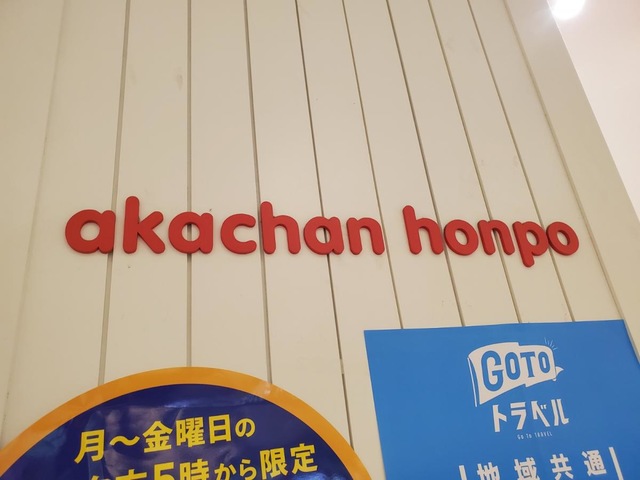 akachan honpo
月～金曜日の
5時から限定
GOTO
トラベル
Go To TRAVEL
地域共通